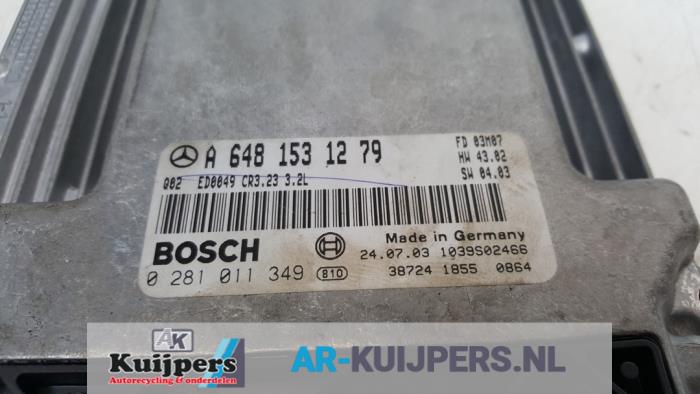 A 648 153 12 79
FD 03M07
HW 43.02
SW 04.03
Q02 ED0049 CR3.23 3.2L
BOSCH
Made in Germany
0 281 011 349 810
24.07.03 1039S02466
38724 1855 0864
AK
Kuijpers
Autorecycling & onderdelen
AR-KUIJPERS.NL